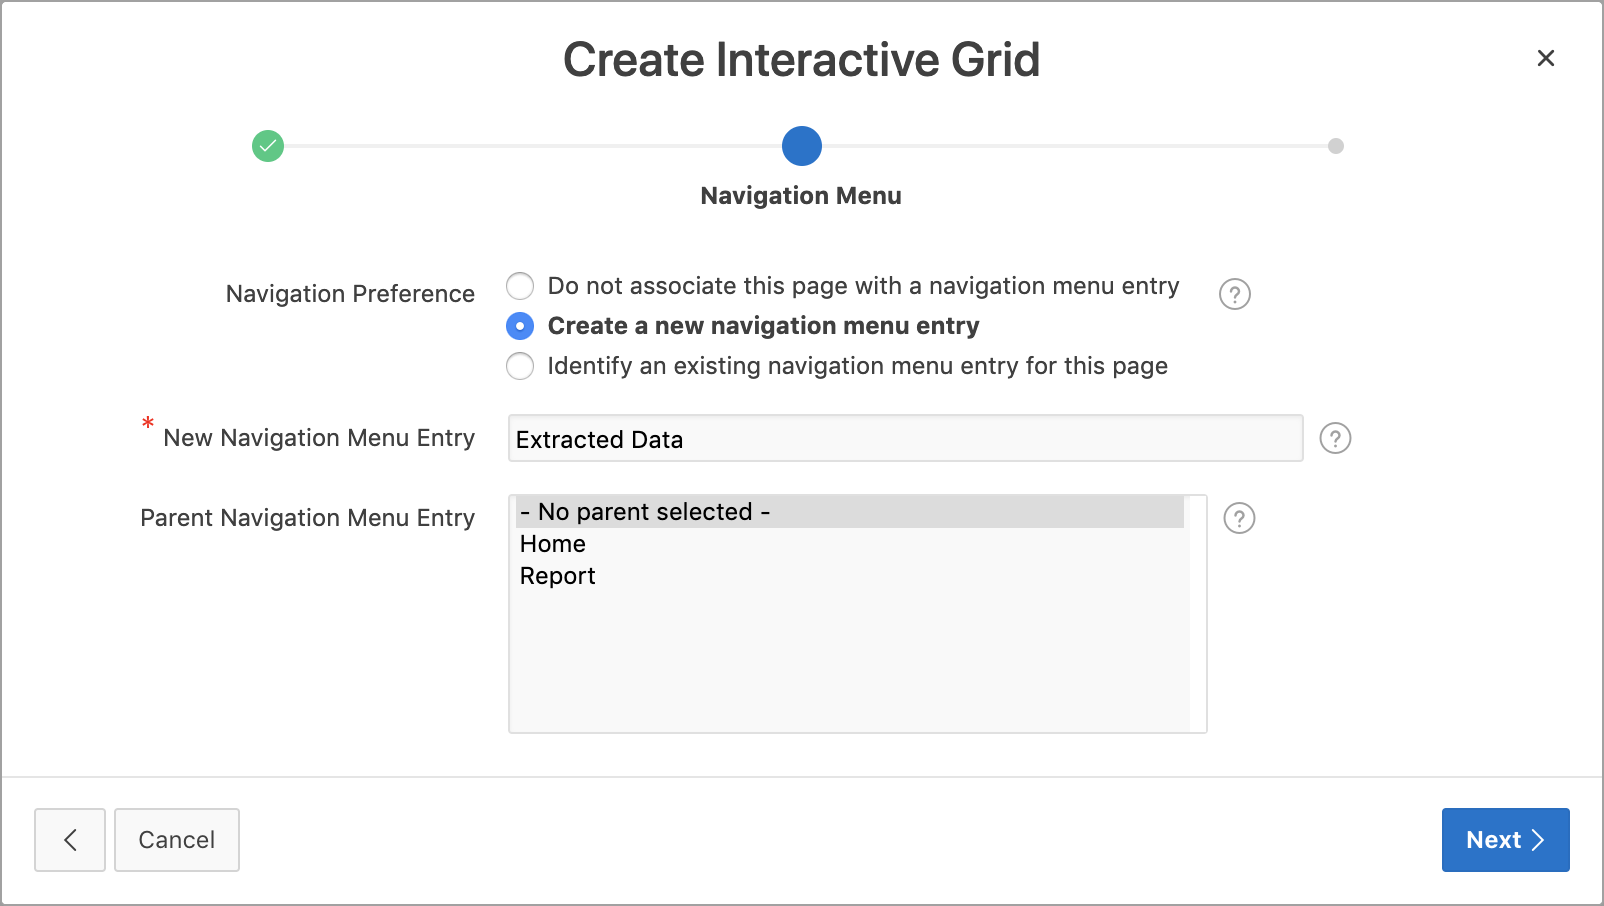 Create Interactive Grid
Navigation Menu
Navigation Preference
Do not associate this page with a navigation menu entry
?
Create a new navigation menu entry
Identify an existing navigation menu entry for this page
* New Navigation Menu Entry
Extracted Data
?
Parent Navigation Menu Entry
- No parent selected -
?
Home
Report
Cancel
Next